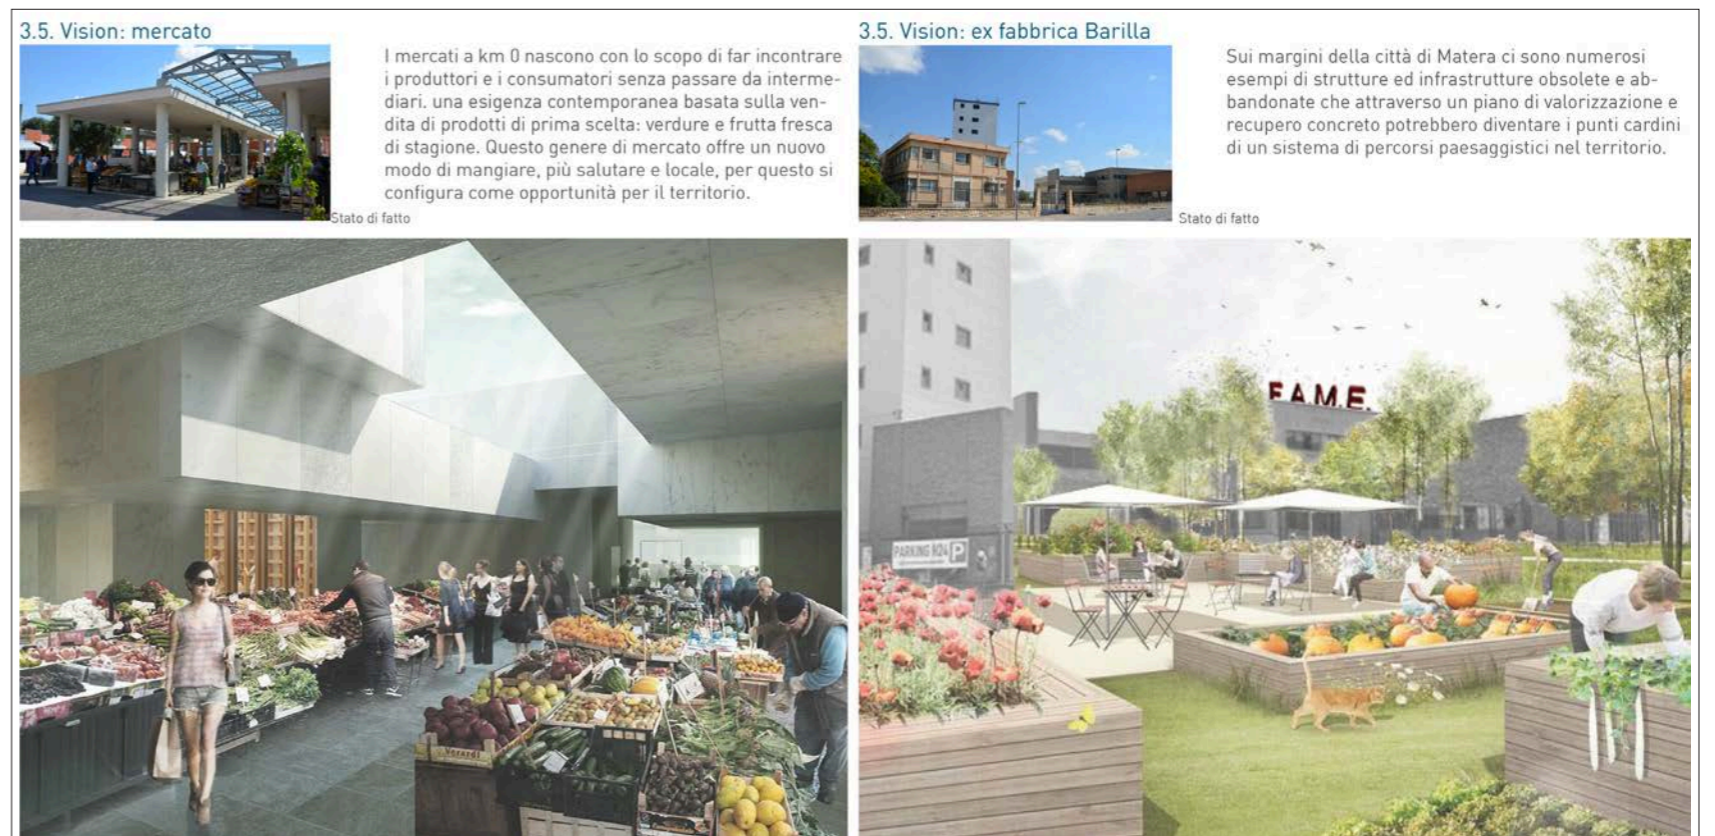 3.5. Vision: mercato
I mercati a km 0 nascono con lo scopo di far incontrare
i produttori e i consumatori senza passare da interme-
diari. una esigenza contemporanea basata sulla ven-
dita di prodotti di prima scelta: verdure e frutta fresca
di stagione. Questo genere di mercato offre un nuovo
modo di mangiare, più salutare e locale, per questo si
configura come opportunità per il territorio.
Stato di fatto
3.5. Vision: ex fabbrica Barilla
Sui margini della città di Matera ci sono numerosi
esempi di strutture ed infrastrutture obsolete e ab-
bandonate che attraverso un piano di valorizzazione e
recupero concreto potrebbero diventare i punti cardini
di un sistema di percorsi paesaggistici nel territorio.
Stato di fatto
Verardi
F.A.M.E.
PARKING h24 P